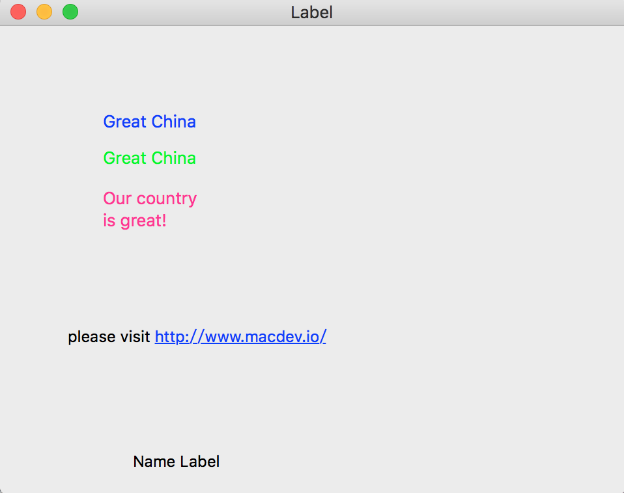 Label
Great China
Great China
Our country
is great!
please visit http://www.macdev.io/
Name Label